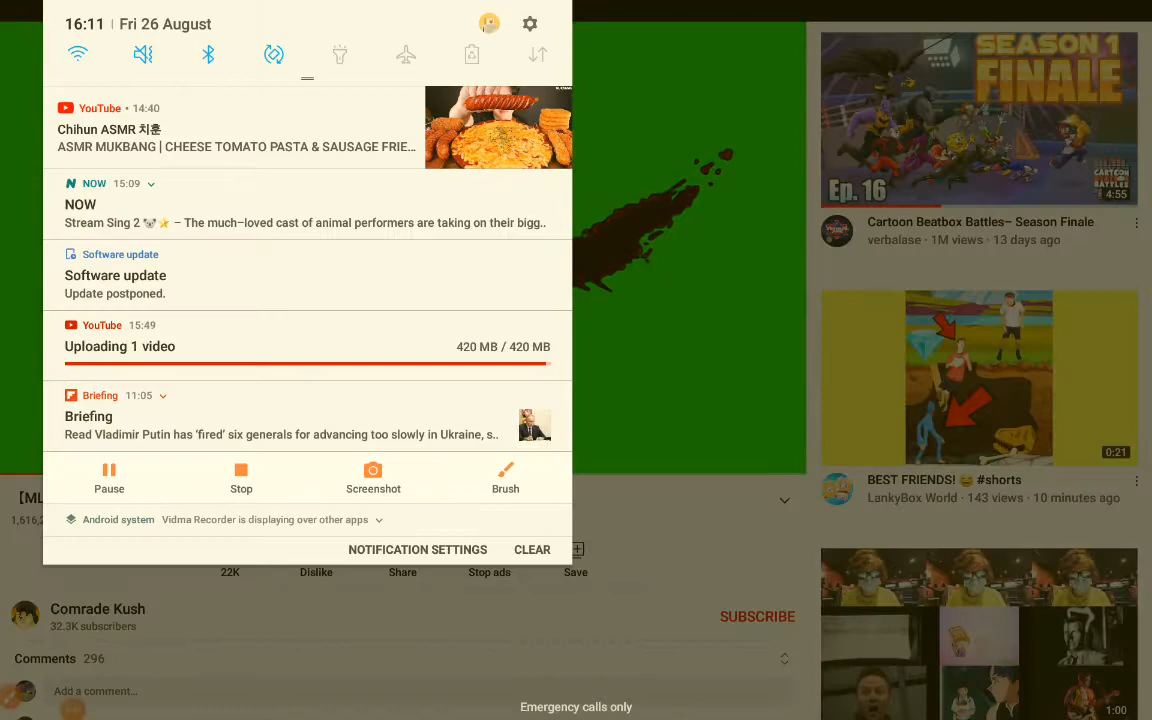 16:11 | Fri 26 August
YouTube • 14:40
Chihun ASMR 치훈
ASMR MUKBANG | CHEESE TOMATO PASTA & SAUSAGE FRIE...
NOW 15:09
NOW
Stream Sing 2 🐨⭐ – The much–loved cast of animal performers are taking on their bigg..
Software update
Software update
Update postponed.
YouTube 15:49
Uploading 1 video 420 MB / 420 MB
Briefing 11:05
Briefing
Read Vladimir Putin has 'fired' six generals for advancing too slowly in Ukraine, s..
Pause Stop Screenshot Brush
Android system Vidma Recorder is displaying over other apps
NOTIFICATION SETTINGS CLEAR
22K Dislike Share Stop ads Save
Comrade Kush
32.3K subscribers
SUBSCRIBE
Comments 296
Add a comment...
Emergency calls only
SEASON 1
FINALE
Ep. 16
CARTOON
BEATBOX
BATTLES
4:55
Cartoon Beatbox Battles– Season Finale
verbalase · 1M views · 13 days ago
0:21
BEST FRIENDS! 😂 #shorts
LankyBox World · 143 views · 10 minutes ago
1:00